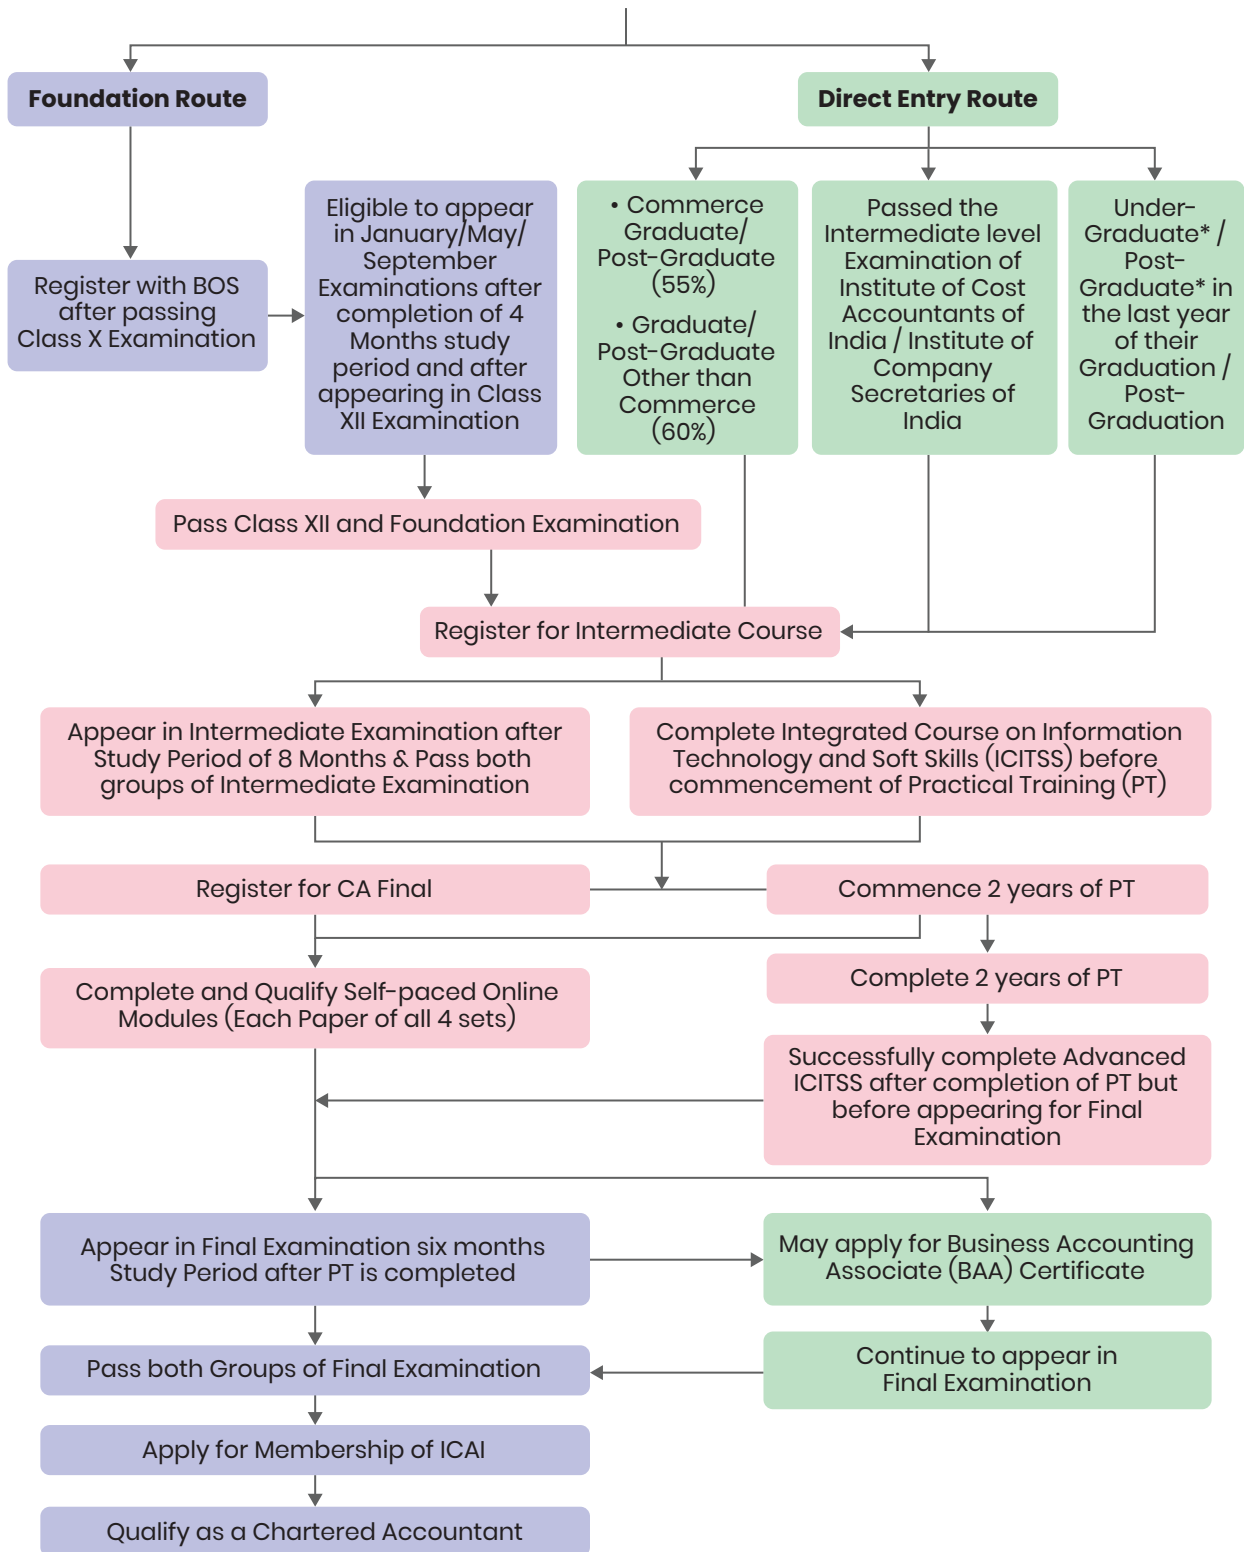 Foundation Route
Direct Entry Route
Register with BOS
after passing
Class X Examination
Eligible to appear
in January/May/
September
Examinations after
completion of 4
Months study
period and after
appearing in Class
XII Examination
• Commerce
Graduate/
Post-Graduate
(55%)
• Graduate/
Post-Graduate
Other than
Commerce
(60%)
Passed the
Intermediate level
Examination of
Institute of Cost
Accountants of
India / Institute of
Company
Secretaries of
India
Under-
Graduate* /
Post-
Graduate* in
the last year
of their
Graduation /
Post-
Graduation
Pass Class XII and Foundation Examination
Register for Intermediate Course
Appear in Intermediate Examination after
Study Period of 8 Months & Pass both
groups of Intermediate Examination
Complete Integrated Course on Information
Technology and Soft Skills (ICITSS) before
commencement of Practical Training (PT)
Register for CA Final
Commence 2 years of PT
Complete and Qualify Self-paced Online
Modules (Each Paper of all 4 sets)
Complete 2 years of PT
Successfully complete Advanced
ICITSS after completion of PT but
before appearing for Final
Examination
Appear in Final Examination six months
Study Period after PT is completed
May apply for Business Accounting
Associate (BAA) Certificate
Pass both Groups of Final Examination
Continue to appear in
Final Examination
Apply for Membership of ICAI
Qualify as a Chartered Accountant